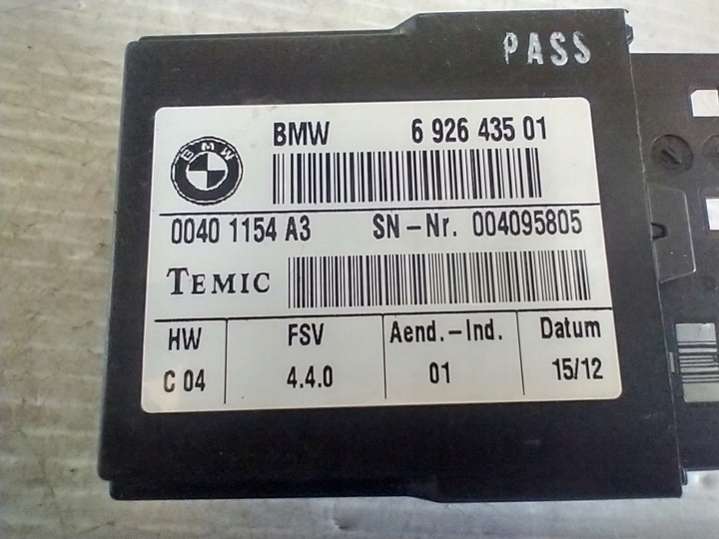 PASS
BMW 6 926 435 01
BMW
0040 1154 A3 SN-Nr. 004095805
TEMIC
HW FSV Aend.-Ind. Datum
C 04 4.4.0 01 15/12